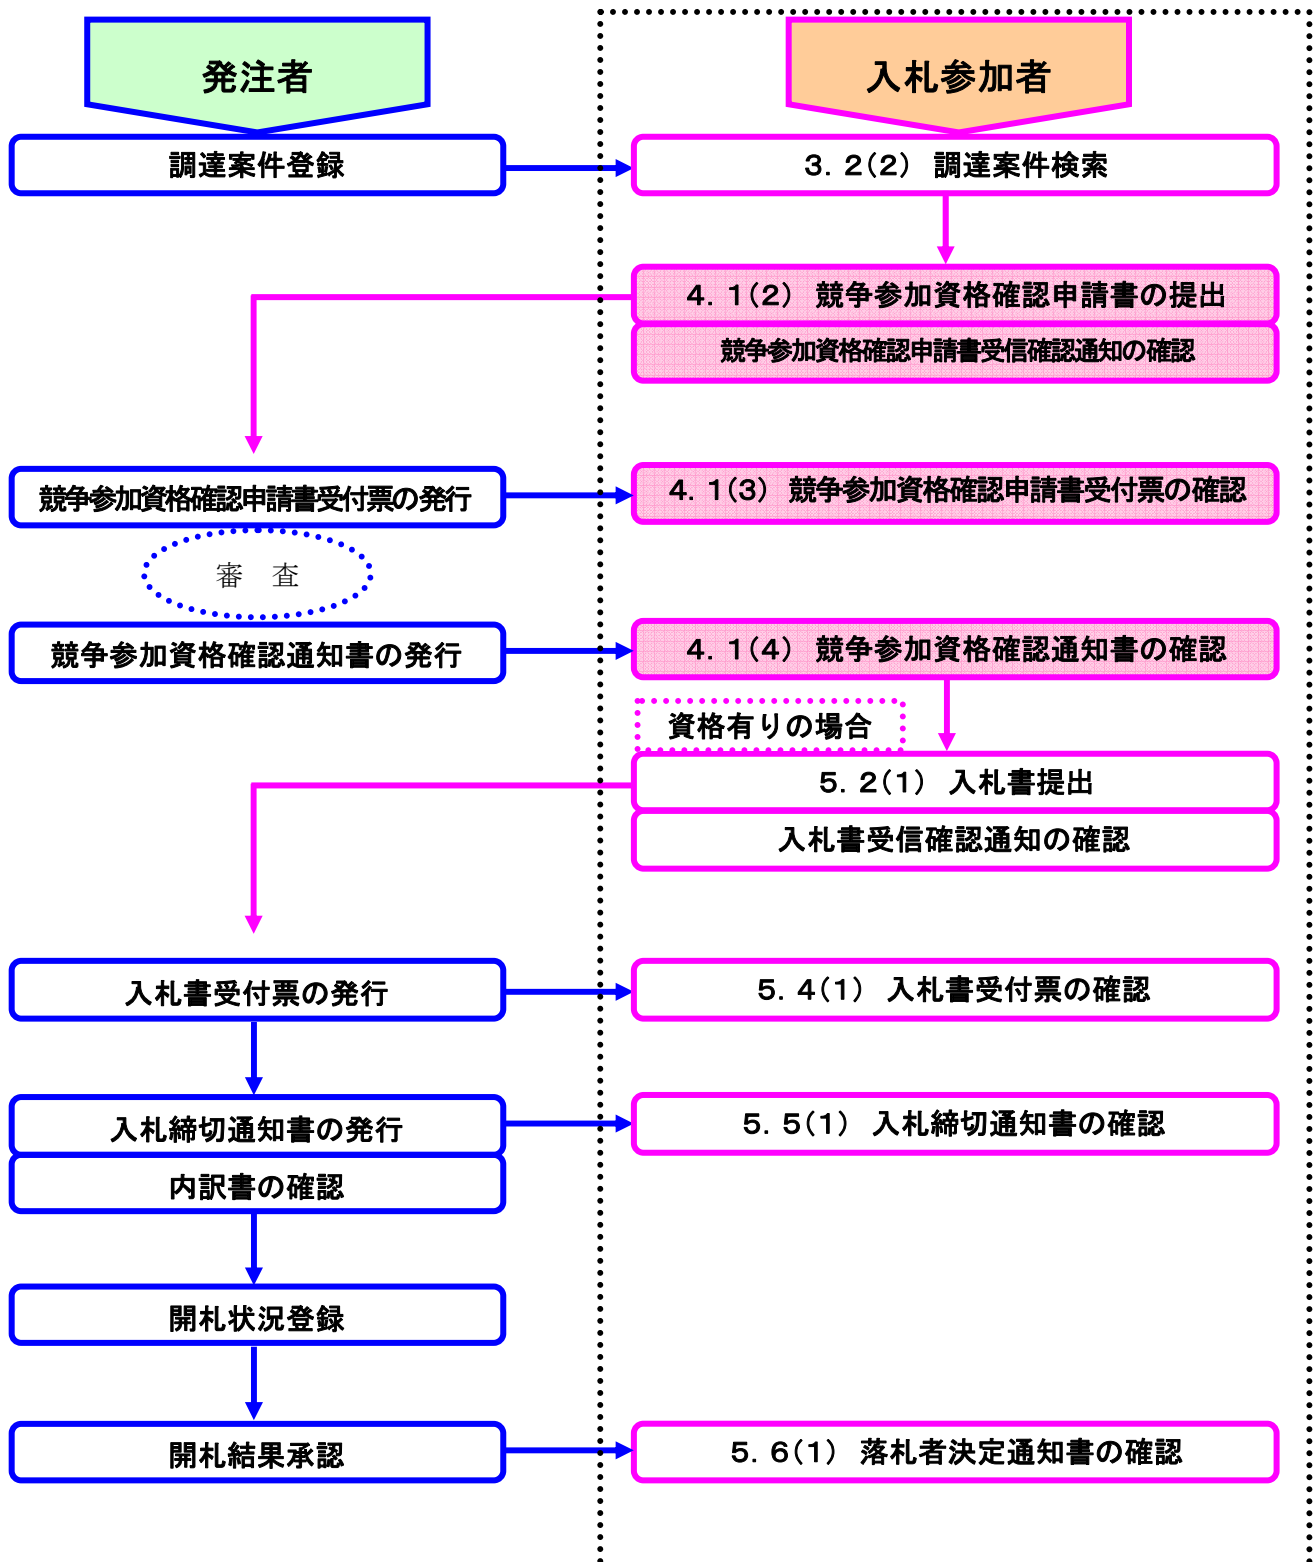 発注者
入札参加者
調達案件登録
3.2(2) 調達案件検索
4.1(2) 競争参加資格確認申請書の提出
競争参加資格確認申請書受信確認通知の確認
競争参加資格確認申請書受付票の発行
4.1(3) 競争参加資格確認申請書受付票の確認
審 査
競争参加資格確認通知書の発行
4.1(4) 競争参加資格確認通知書の確認
資格有りの場合
5.2(1) 入札書提出
入札書受信確認通知の確認
入札書受付票の発行
5.4(1) 入札書受付票の確認
入札締切通知書の発行
5.5(1) 入札締切通知書の確認
内訳書の確認
開札状況登録
開札結果承認
5.6(1) 落札者決定通知書の確認